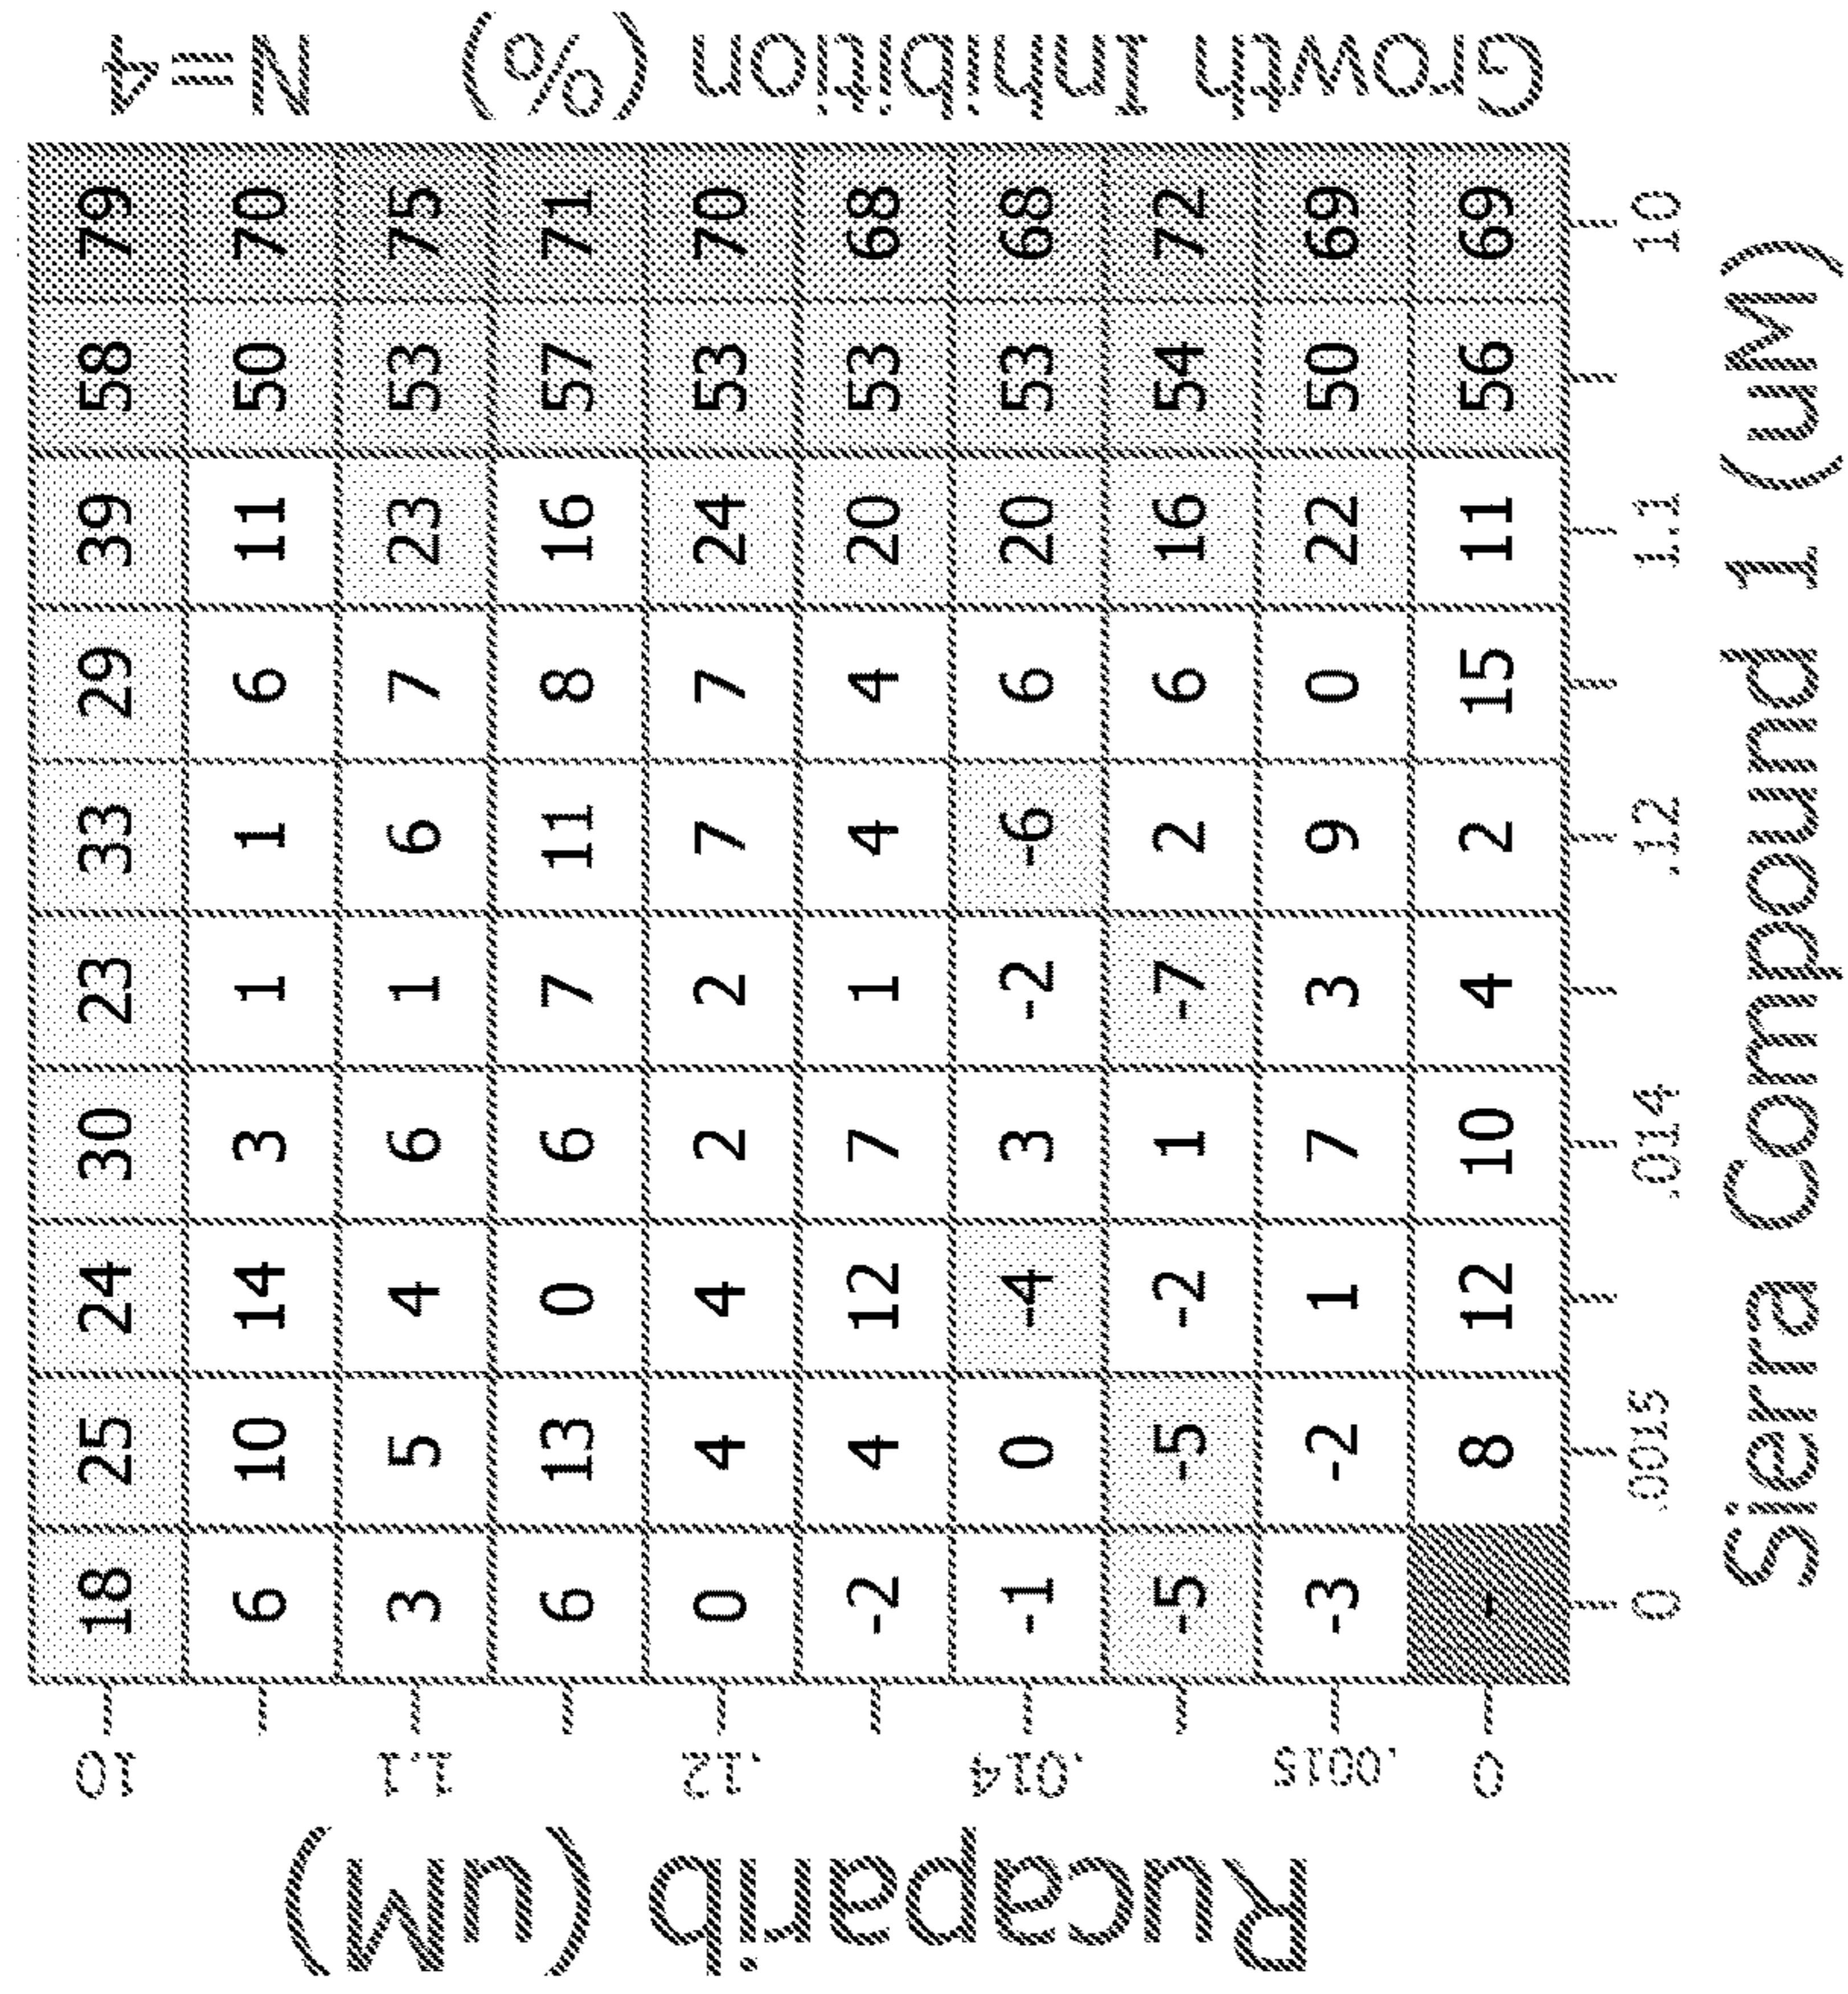 Rucaparib (uM)
10 18 25 24 30 23 33 29 39 58 79
6 10 14 3 1 1 6 11 50 70
1.1 3 5 4 6 1 6 7 23 53 75
6 13 0 6 7 11 8 16 57 71
.12 0 4 4 2 2 7 7 24 53 70
-2 4 12 7 1 4 4 20 53 68
.014 -1 0 -4 3 -2 -6 6 20 53 68
-5 -5 -2 1 -7 2 6 16 54 72
.0015 -3 -2 1 7 3 9 0 22 50 69
0 - 8 12 10 4 2 15 11 56 69
0 .0015 .014 .12 1.1 10
Sierra Compound 1 (uM)
Growth Inhibition (%)
N=4